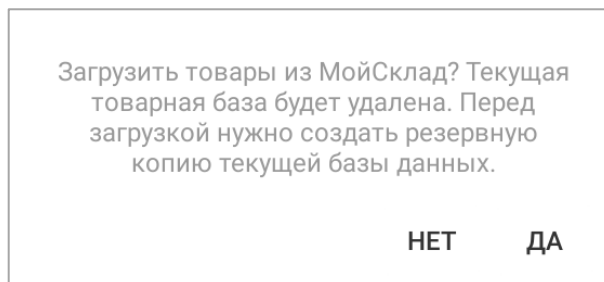 Загрузить товары из МойСклад? Текущая
товарная база будет удалена. Перед
загрузкой нужно создать резервную
копию текущей базы данных.
НЕТ ДА